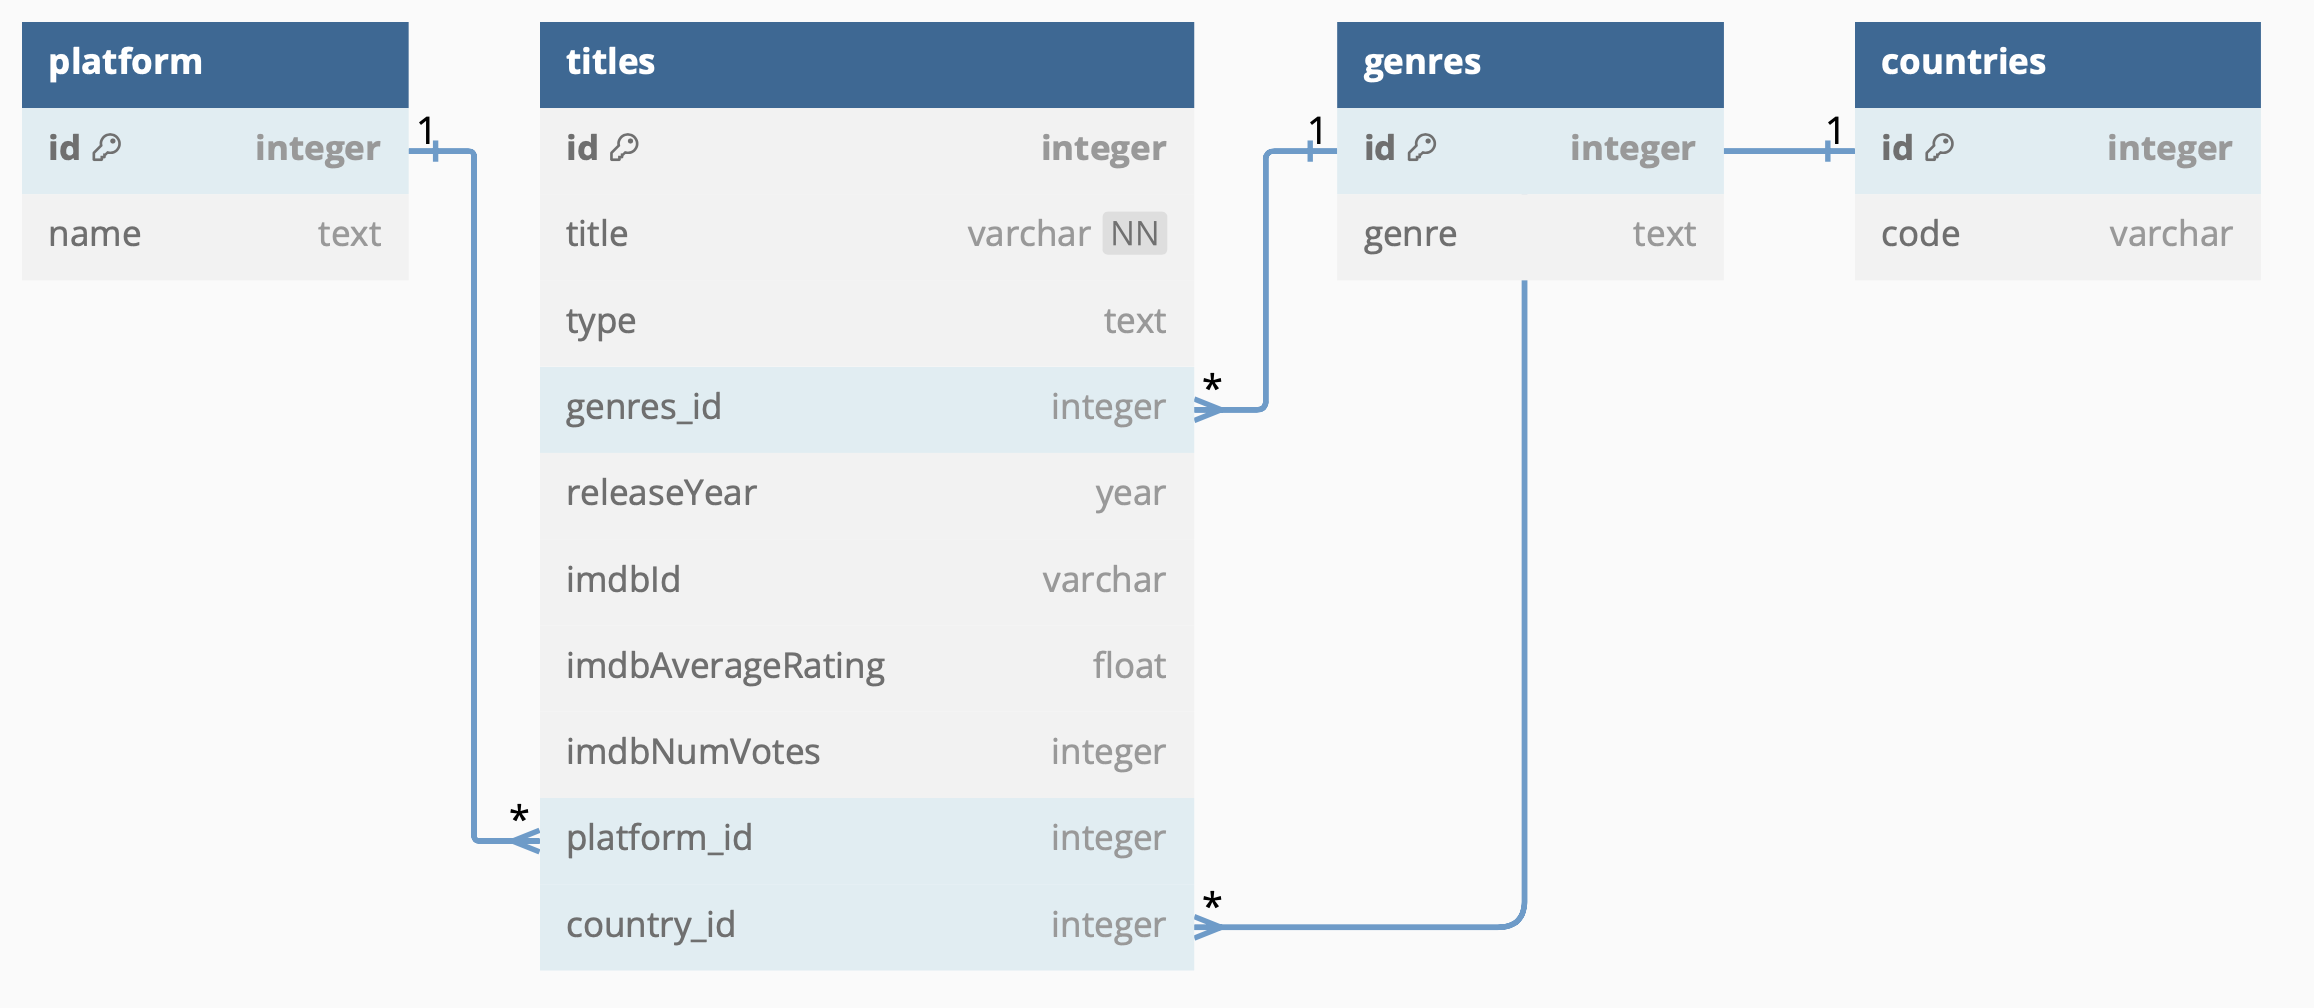 platform
id integer
name text
1
*
titles
id integer
title varchar NN
type text
genres_id integer
releaseYear year
imdbId varchar
imdbAverageRating float
imdbNumVotes integer
platform_id integer
country_id integer
*
*
1
genres
id integer
genre text
1
countries
id integer
code varchar